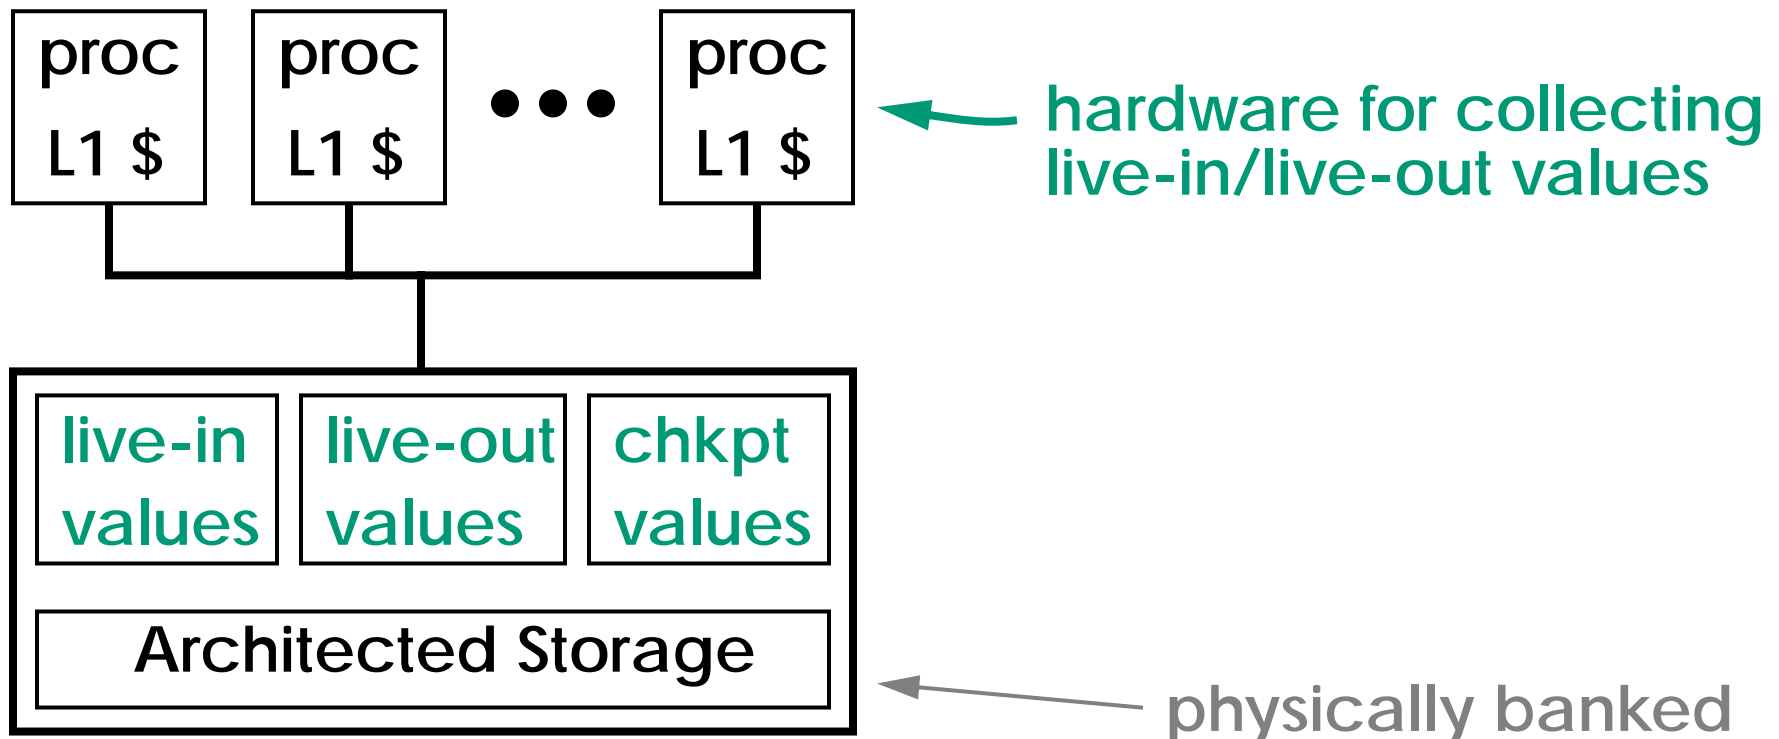 proc
L1 $
proc
L1 $
•••
proc
L1 $
hardware for collecting
live-in/live-out values
live-in
values
live-out
values
chkpt
values
Architected Storage
physically banked